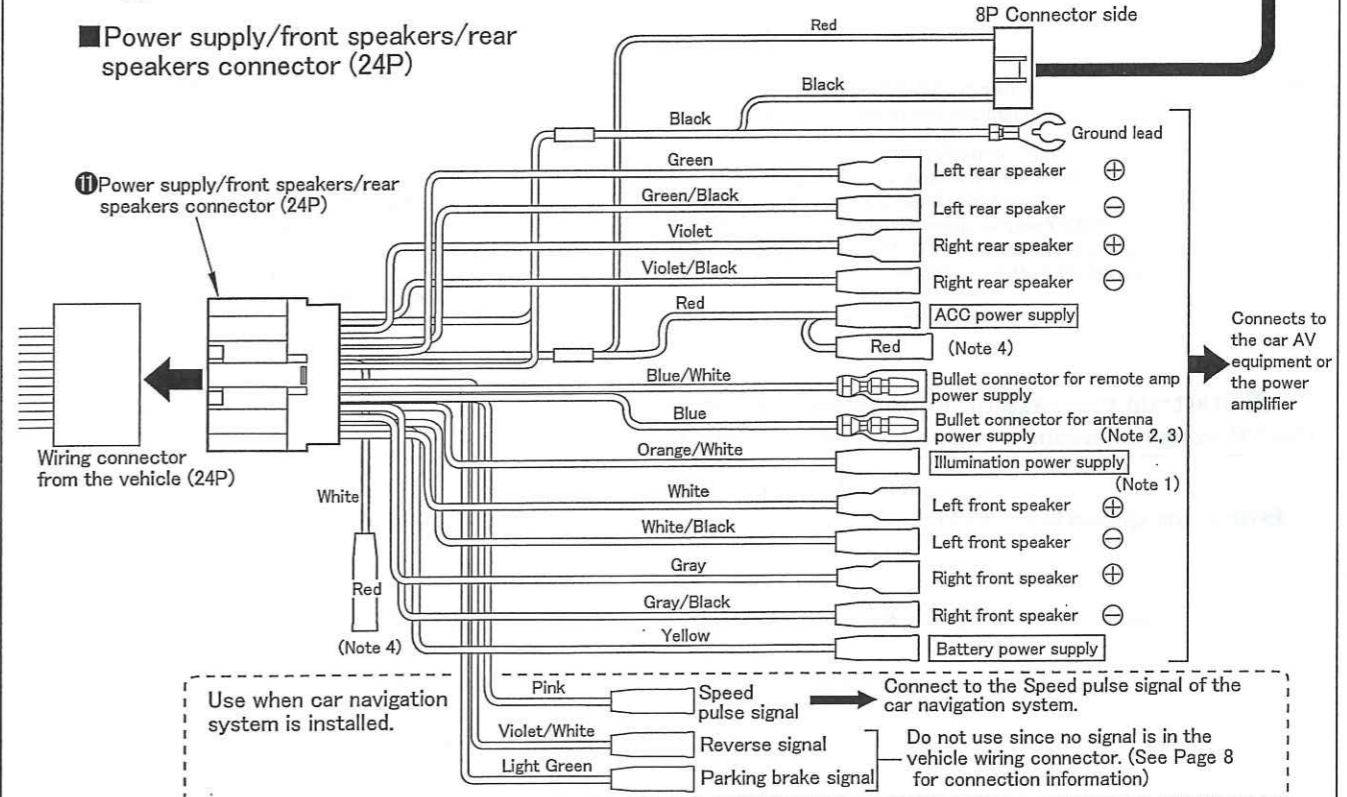 ■Power supply/front speakers/rear
speakers connector (24P)
8P Connector side
Red
Black
Black
Ground lead
Green
Left rear speaker ⊕
Green/Black
Left rear speaker ⊖
Violet
Right rear speaker ⊕
Violet/Black
Right rear speaker ⊖
Red
ACC power supply
Red
(Note 4)
Blue/White
Bullet connector for remote amp
power supply
Blue
Bullet connector for antenna
power supply (Note 2, 3)
Orange/White
Illumination power supply
(Note 1)
White
Left front speaker ⊕
White/Black
Left front speaker ⊖
Gray
Right front speaker ⊕
Gray/Black
Right front speaker ⊖
Yellow
Battery power supply
Connects to
the car AV
equipment or
the power
amplifier
⓫Power supply/front speakers/rear
speakers connector (24P)
Wiring connector
from the vehicle (24P)
White
Red
(Note 4)
Use when car navigation
system is installed.
Pink
Speed
pulse signal
Connect to the Speed pulse signal of the
car navigation system.
Violet/White
Reverse signal
Light Green
Parking brake signal
Do not use since no signal is in the
vehicle wiring connector. (See Page 8
for connection information)